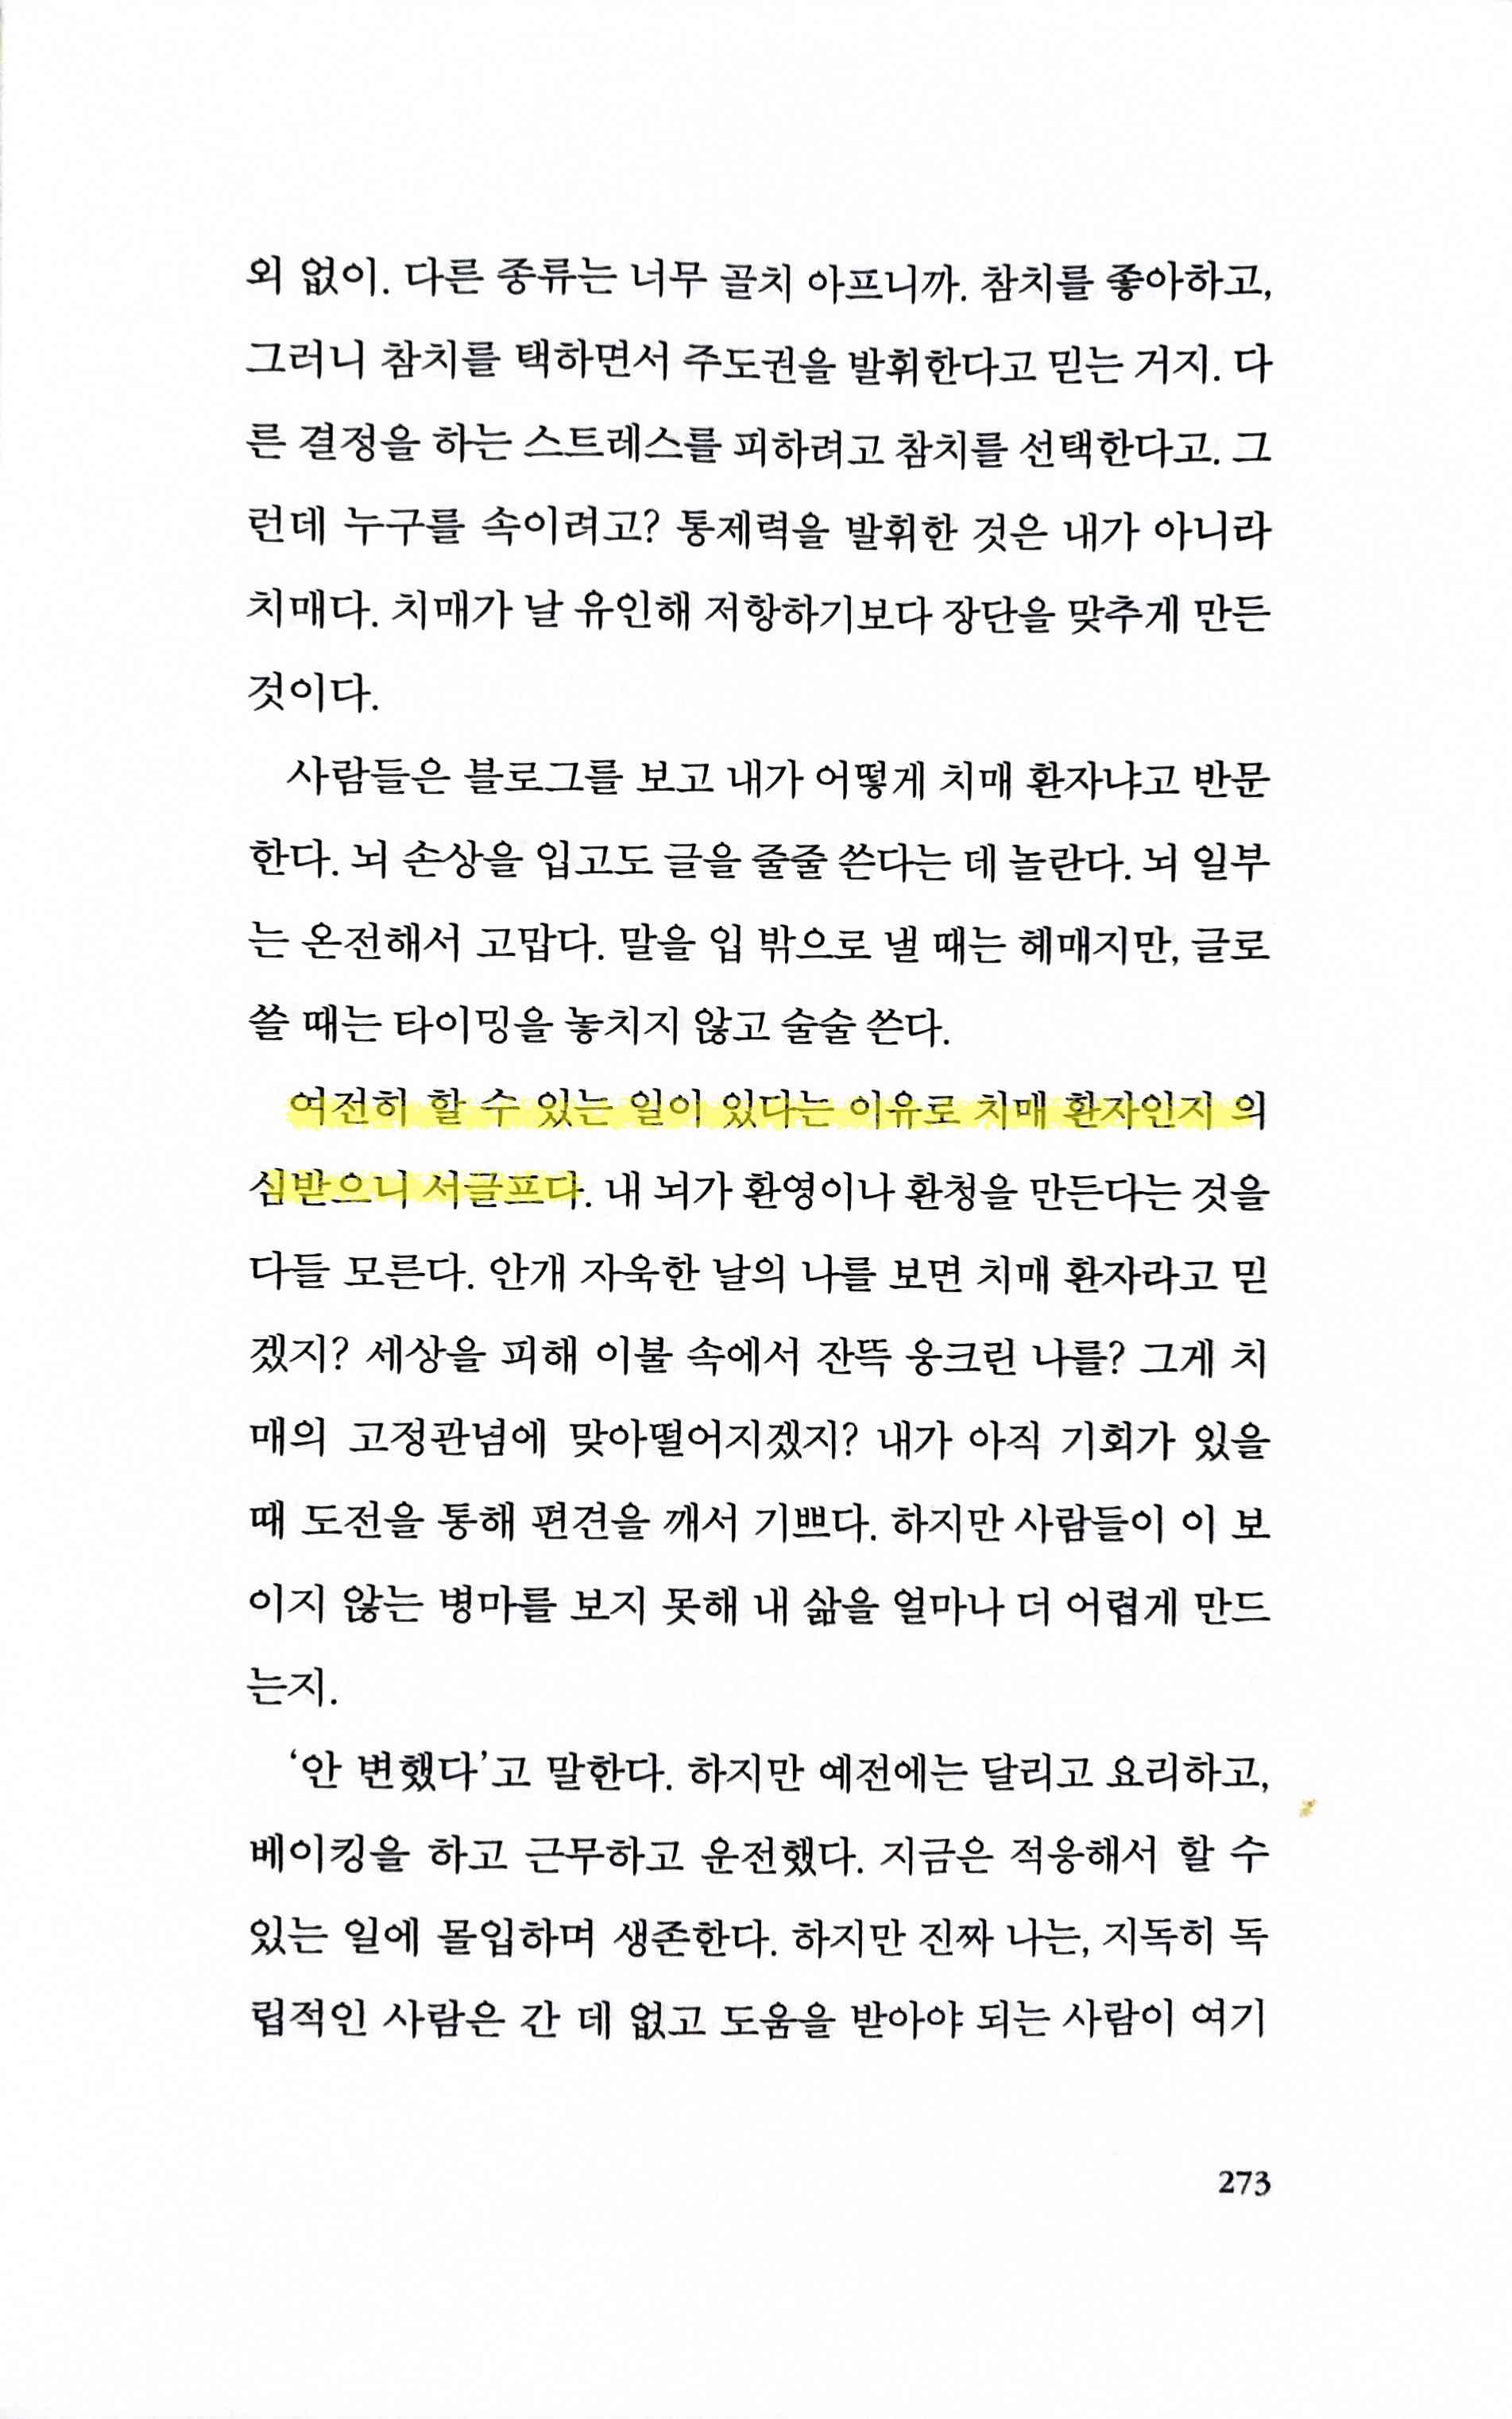 외 없이. 다른 종류는 너무 골치 아프니까. 참치를 좋아하고,
그러니 참치를 택하면서 주도권을 발휘한다고 믿는 거지. 다
른 결정을 하는 스트레스를 피하려고 참치를 선택한다고. 그
런데 누구를 속이려고? 통제력을 발휘한 것은 내가 아니라
치매다. 치매가 날 유인해 저항하기보다 장단을 맞추게 만든
것이다.
사람들은 블로그를 보고 내가 어떻게 치매 환자냐고 반문
한다. 뇌 손상을 입고도 글을 줄줄 쓴다는 데 놀란다. 뇌 일부
는 온전해서 고맙다. 말을 입 밖으로 낼 때는 헤매지만, 글로
쓸 때는 타이밍을 놓치지 않고 술술 쓴다.
여전히 할 수 있는 일이 있다는 이유로 치매 환자인지 의
심받으니 서글프다. 내 뇌가 환영이나 환청을 만든다는 것을
다들 모른다. 안개 자욱한 날의 나를 보면 치매 환자라고 믿
겠지? 세상을 피해 이불 속에서 잔뜩 웅크린 나를? 그게 치
매의 고정관념에 맞아떨어지겠지? 내가 아직 기회가 있을
때 도전을 통해 편견을 깨서 기쁘다. 하지만 사람들이 이 보
이지 않는 병마를 보지 못해 내 삶을 얼마나 더 어렵게 만드
는지.
‘안 변했다’고 말한다. 하지만 예전에는 달리고 요리하고,
베이킹을 하고 근무하고 운전했다. 지금은 적응해서 할 수
있는 일에 몰입하며 생존한다. 하지만 진짜 나는, 지독히 독
립적인 사람은 간 데 없고 도움을 받아야 되는 사람이 여기
273